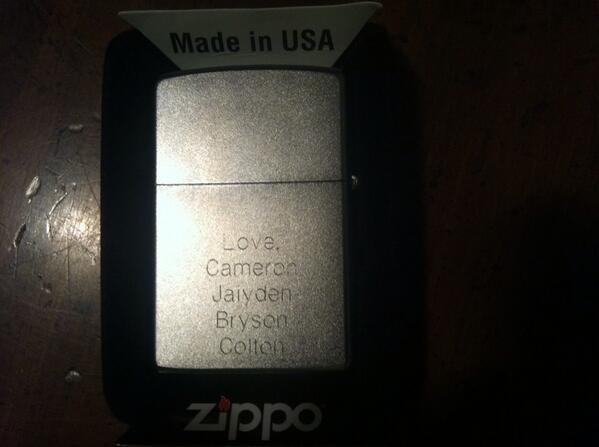 Made in USA
Love,
Cameron
Jaiyden
Bryson
Colton
zippo